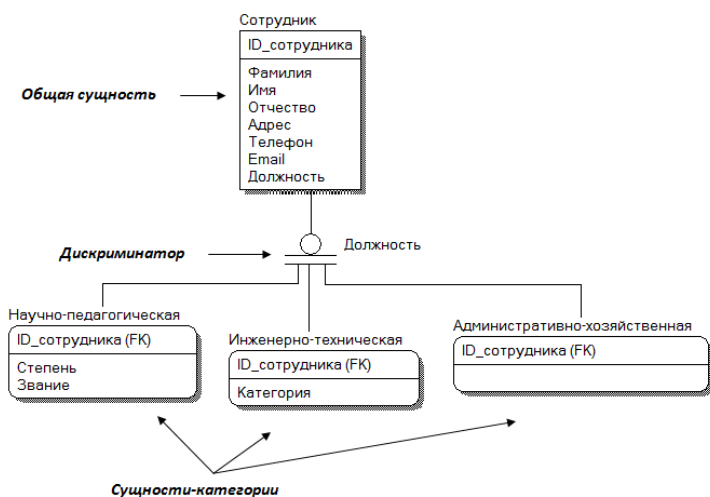 Сотрудник
ID_сотрудника
Фамилия
Имя
Отчество
Адрес
Телефон
Email
Должность
Общая сущность
Дискриминатор
Должность
Научно-педагогическая
ID_сотрудника (FK)
Степень
Звание
Инженерно-техническая
ID_сотрудника (FK)
Категория
Административно-хозяйственная
ID_сотрудника (FK)
Сущности-категории